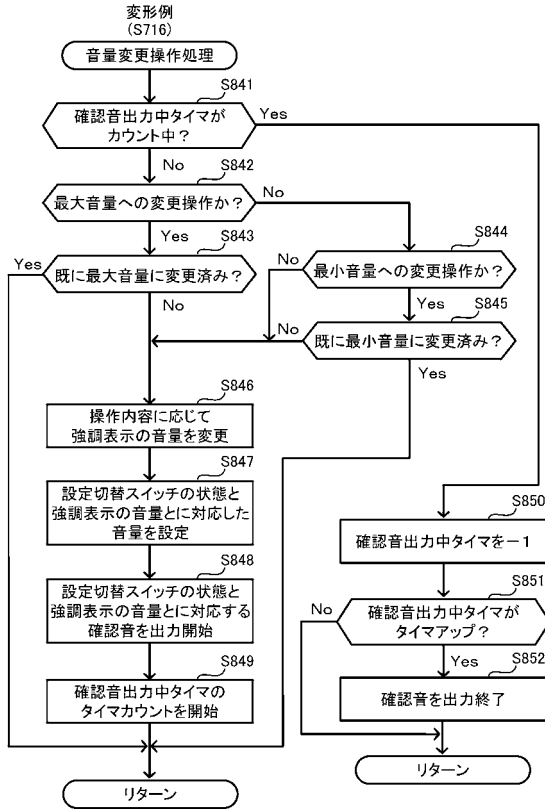 変形例
(S716)
音量変更操作処理
S841
確認音出力中タイマが
カウント中？
Yes
No
S842
最大音量への変更操作か？
No
Yes
S843
既に最大音量に変更済み？
Yes
No
S844
最小音量への変更操作か？
No
Yes
S845
既に最小音量に変更済み？
No
Yes
S846
操作内容に応じて
強調表示の音量を変更
S847
設定切替スイッチの状態と
強調表示の音量とに対応した
音量を設定
S848
設定切替スイッチの状態と
強調表示の音量とに対応する
確認音を出力開始
S849
確認音出力中タイマの
タイマカウントを開始
リターン
S850
確認音出力中タイマを－1
S851
確認音出力中タイマが
タイマアップ？
No
Yes
S852
確認音を出力終了
リターン